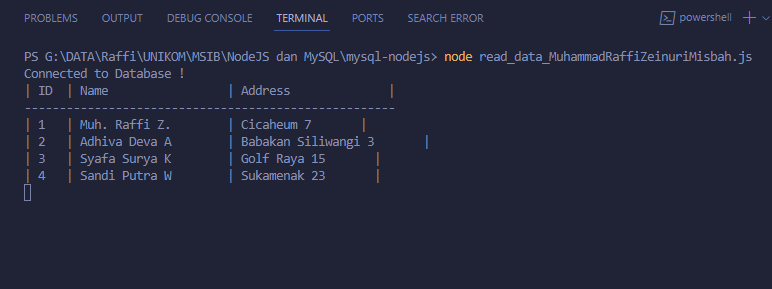 PROBLEMS OUTPUT DEBUG CONSOLE TERMINAL PORTS SEARCH ERROR powershell
PS G:\DATA\Raffi\UNIKOM\MSIB\NodeJS dan MySQL\mysql-nodejs> node read_data_MuhammadRaffiZeinuriMisbah.js
Connected to Database !
| ID | Name | Address |
-----------------------------------------------------
| 1 | Muh. Raffi Z. | Cicaheum 7 |
| 2 | Adhiva Deva A | Babakan Siliwangi 3 |
| 3 | Syafa Surya K | Golf Raya 15 |
| 4 | Sandi Putra W | Sukamenak 23 |